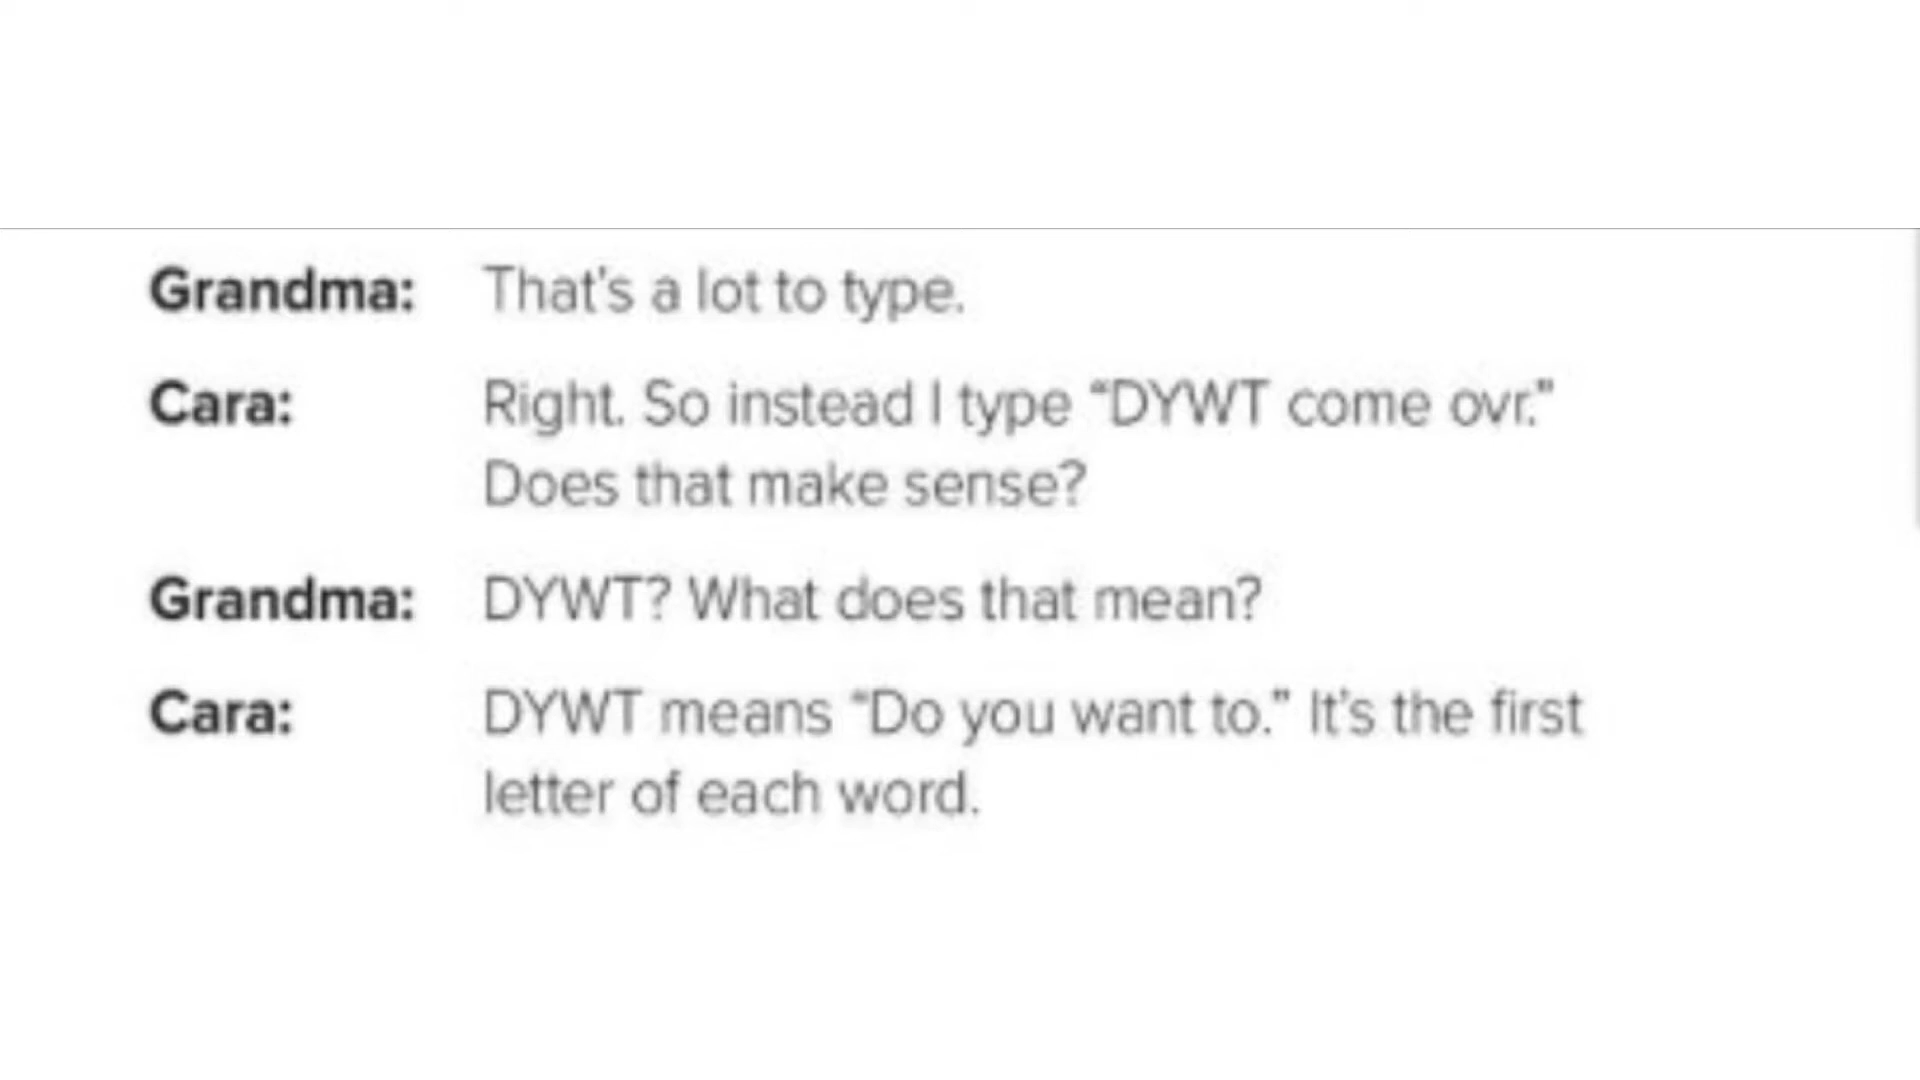 Grandma: That's a lot to type.
Cara: Right. So instead I type "DYWT come ovr."
Does that make sense?
Grandma: DYWT? What does that mean?
Cara: DYWT means "Do you want to." It's the first
letter of each word.